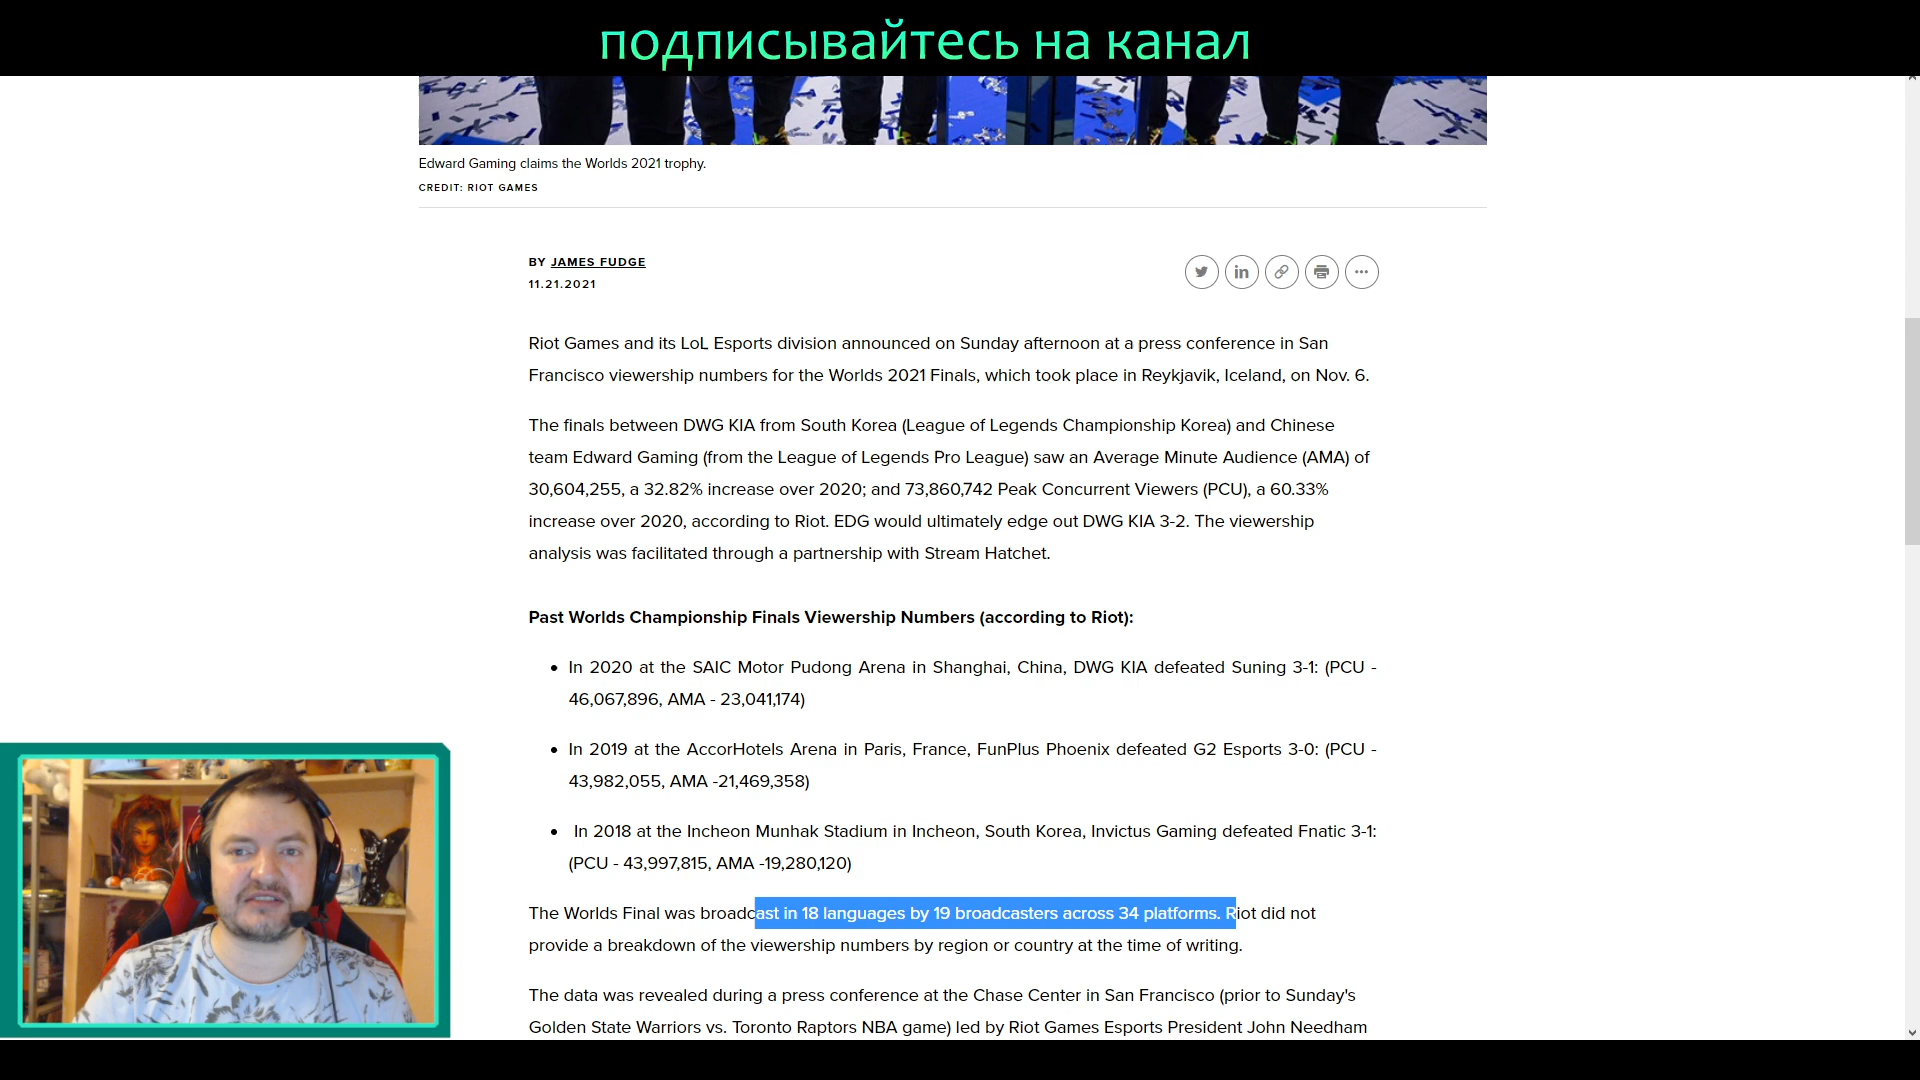 подписывайтесь на канал
Edward Gaming claims the Worlds 2021 trophy.
CREDIT: RIOT GAMES
BY JAMES FUDGE
11.21.2021
Riot Games and its LoL Esports division announced on Sunday afternoon at a press conference in San
Francisco viewership numbers for the Worlds 2021 Finals, which took place in Reykjavik, Iceland, on Nov. 6.
The finals between DWG KIA from South Korea (League of Legends Championship Korea) and Chinese
team Edward Gaming (from the League of Legends Pro League) saw an Average Minute Audience (AMA) of
30,604,255, a 32.82% increase over 2020; and 73,860,742 Peak Concurrent Viewers (PCU), a 60.33%
increase over 2020, according to Riot. EDG would ultimately edge out DWG KIA 3-2. The viewership
analysis was facilitated through a partnership with Stream Hatchet.
Past Worlds Championship Finals Viewership Numbers (according to Riot):
• In 2020 at the SAIC Motor Pudong Arena in Shanghai, China, DWG KIA defeated Suning 3-1: (PCU -
46,067,896, AMA - 23,041,174)
• In 2019 at the AccorHotels Arena in Paris, France, FunPlus Phoenix defeated G2 Esports 3-0: (PCU -
43,982,055, AMA -21,469,358)
• In 2018 at the Incheon Munhak Stadium in Incheon, South Korea, Invictus Gaming defeated Fnatic 3-1:
(PCU - 43,997,815, AMA -19,280,120)
The Worlds Final was broadcast in 18 languages by 19 broadcasters across 34 platforms. Riot did not
provide a breakdown of the viewership numbers by region or country at the time of writing.
The data was revealed during a press conference at the Chase Center in San Francisco (prior to Sunday's
Golden State Warriors vs. Toronto Raptors NBA game) led by Riot Games Esports President John Needham